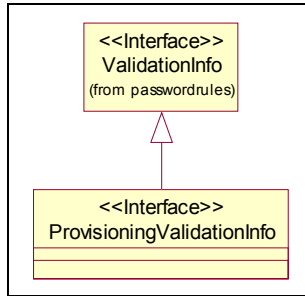 <<Interface>>
ValidationInfo
(from passwordrules)
<<Interface>>
ProvisioningValidationInfo